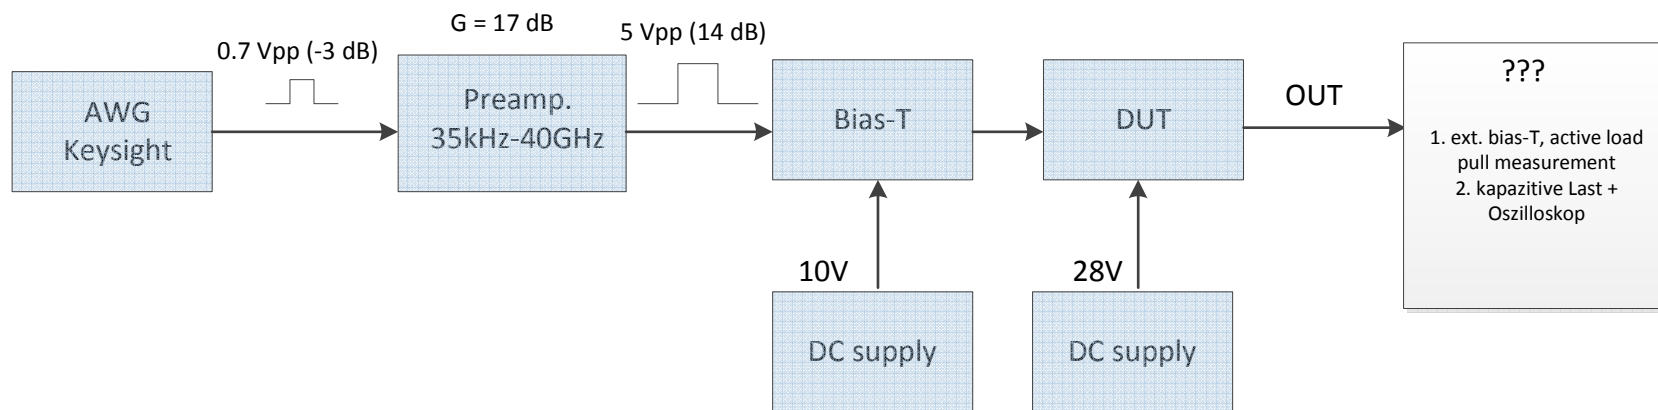 G = 17 dB
0.7 Vpp (-3 dB)
5 Vpp (14 dB)
AWG
Keysight
Preamp.
35kHz-40GHz
Bias-T
DUT
OUT
???
1. ext. bias-T, active load
pull measurement
2. kapazitive Last +
Oszilloskop
10V
28V
DC supply
DC supply